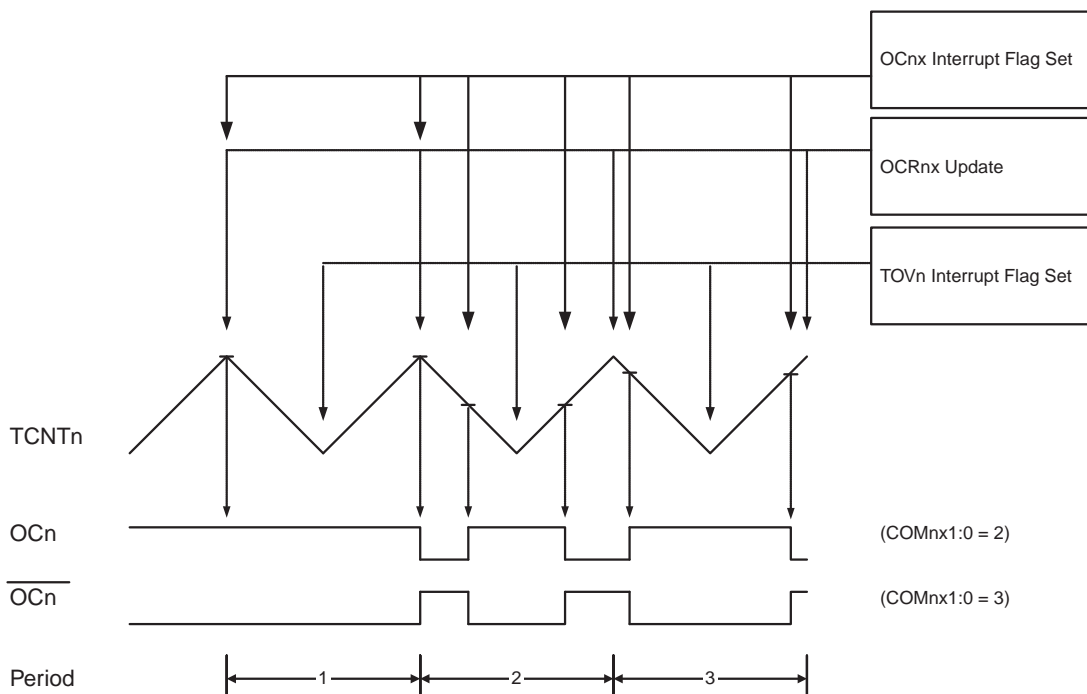 OCnx Interrupt Flag Set
OCRnx Update
TOVn Interrupt Flag Set
TCNTn
OCn
(COMnx1:0 = 2)
OCn
(COMnx1:0 = 3)
Period
1
2
3